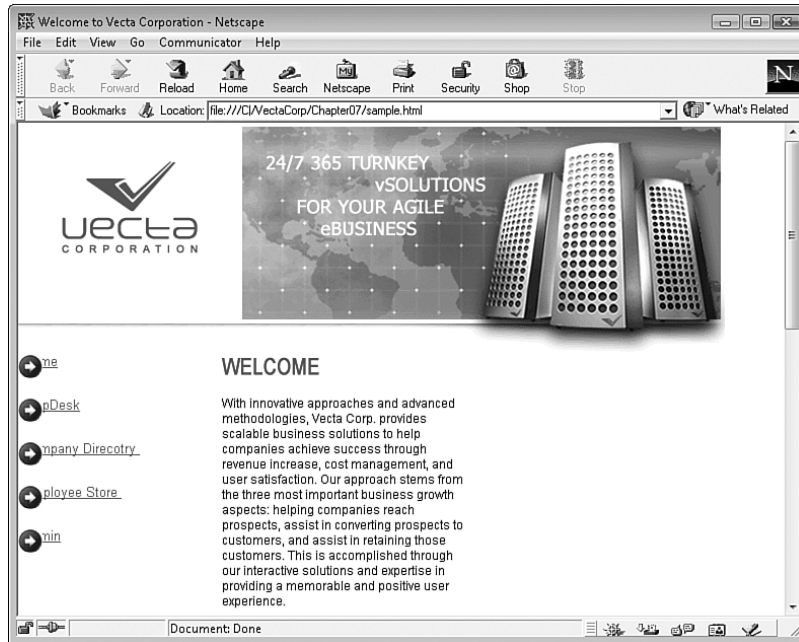 Welcome to Vecta Corporation - Netscape
File Edit View Go Communicator Help
Back Forward Reload Home Search Netscape Print Security Shop Stop
My
N
Bookmarks Location: file:///C|/VectaCorp/Chapter07/sample.html What's Related
vecta
CORPORATION
24/7 365 TURNKEY
vSOLUTIONS
FOR YOUR AGILE
eBUSINESS
me
pDesk
mpany Direcotry
ployee Store
min
WELCOME
With innovative approaches and advanced
methodologies, Vecta Corp. provides
scalable business solutions to help
companies achieve success through
revenue increase, cost management, and
user satisfaction. Our approach stems from
the three most important business growth
aspects: helping companies reach
prospects, assist in converting prospects to
customers, and assist in retaining those
customers. This is accomplished through
our interactive solutions and expertise in
providing a memorable and positive user
experience.
Document: Done